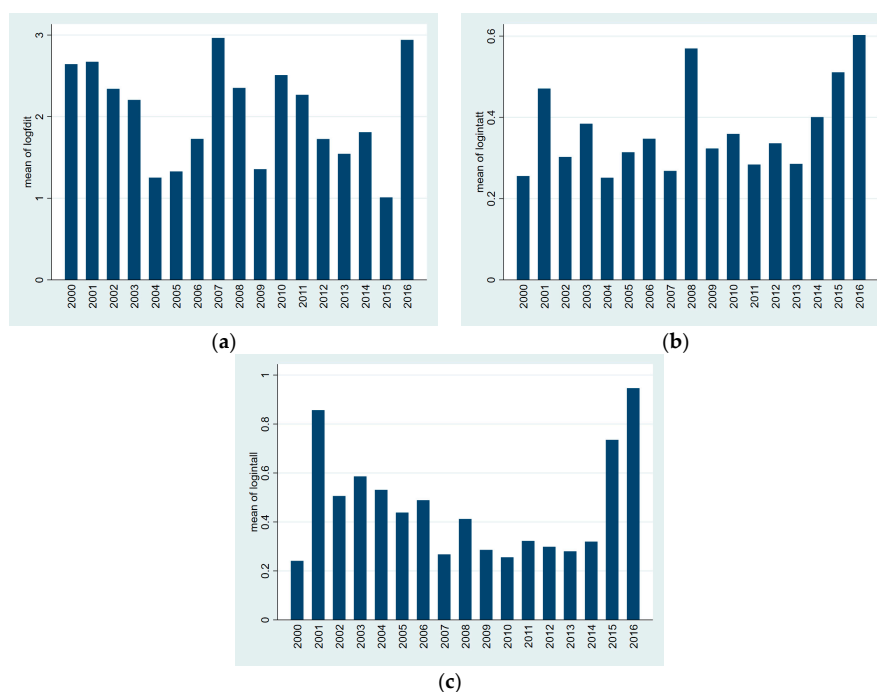 mean of logfdit
0 1 2 3
2000 2001 2002 2003 2004 2005 2006 2007 2008 2009 2010 2011 2012 2013 2014 2015 2016
(a)
mean of logintatt
0 0.2 0.4 0.6
2000 2001 2002 2003 2004 2005 2006 2007 2008 2009 2010 2011 2012 2013 2014 2015 2016
(b)
mean of logintall
0 0.2 0.4 0.6 0.8 1
2000 2001 2002 2003 2004 2005 2006 2007 2008 2009 2010 2011 2012 2013 2014 2015 2016
(c)